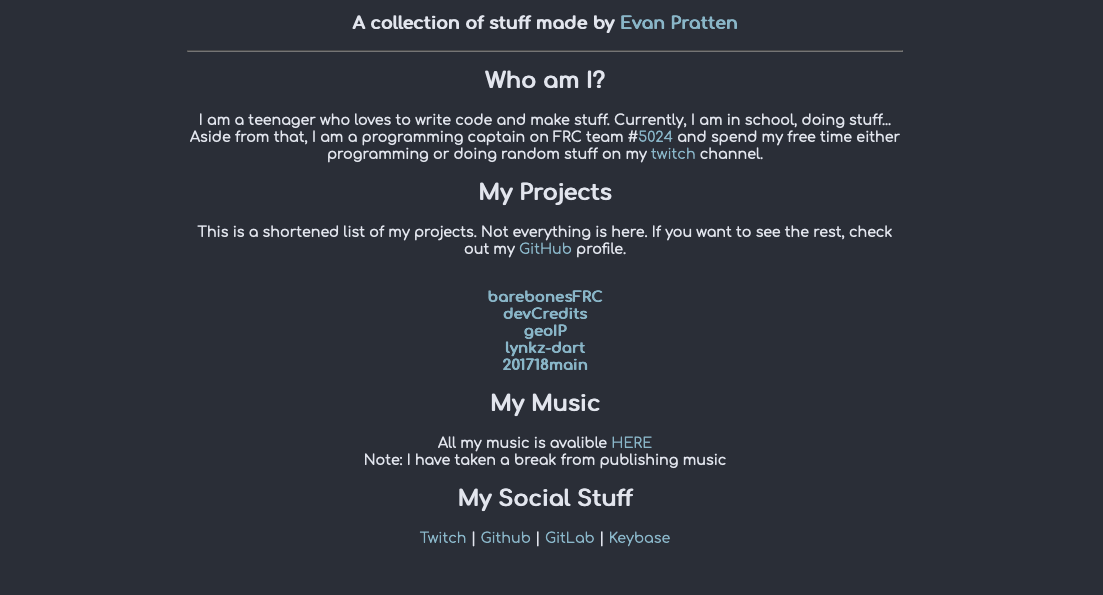 A collection of stuff made by Evan Pratten
Who am I?
I am a teenager who loves to write code and make stuff. Currently, I am in school, doing stuff...
Aside from that, I am a programming captain on FRC team #5024 and spend my free time either
programming or doing random stuff on my twitch channel.
My Projects
This is a shortened list of my projects. Not everything is here. If you want to see the rest, check
out my GitHub profile.
barebonesFRC
devCredits
geoIP
lynkz-dart
201718main
My Music
All my music is avalible HERE
Note: I have taken a break from publishing music
My Social Stuff
Twitch | Github | GitLab | Keybase